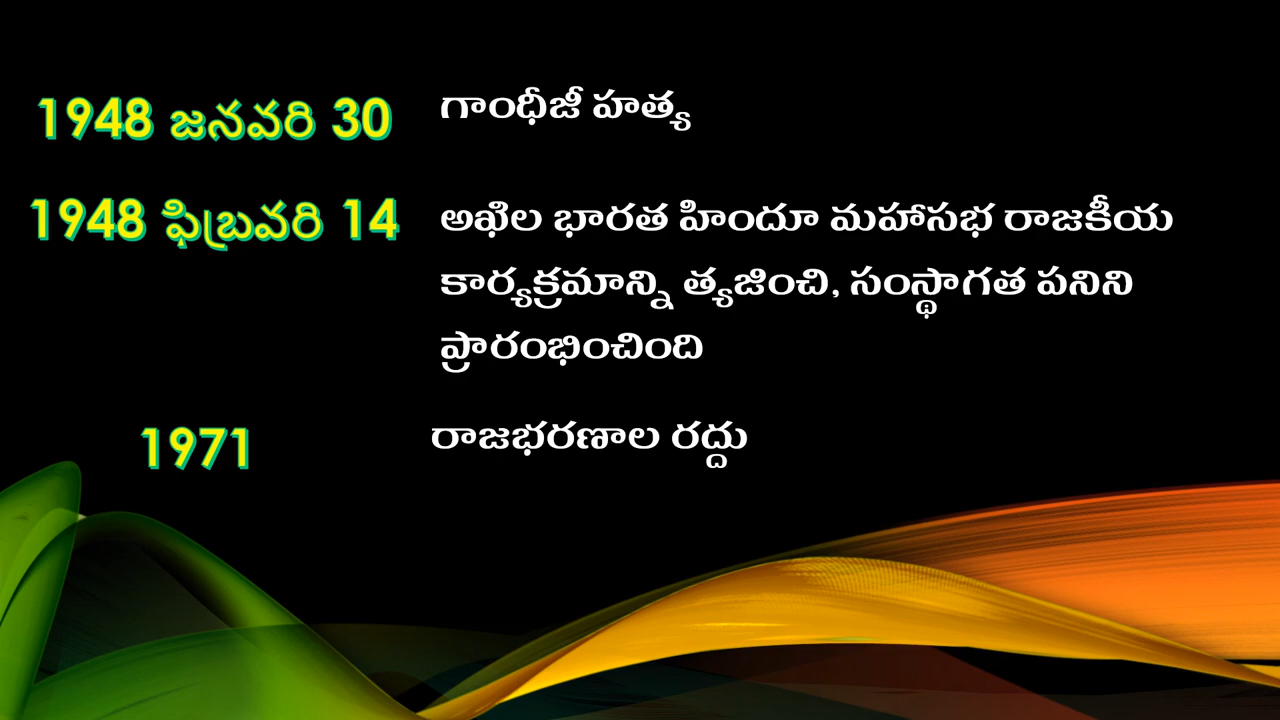 1948 జనవరి 30 గాంధీజీ హత్య
1948 ఫిబ్రవరి 14 అఖిల భారత హిందూ మహాసభ రాజకీయ
కార్యక్రమాన్ని త్యజించి, సంస్థాగత పనిని
ప్రారంభించింది
1971 రాజభరణాల రద్దు